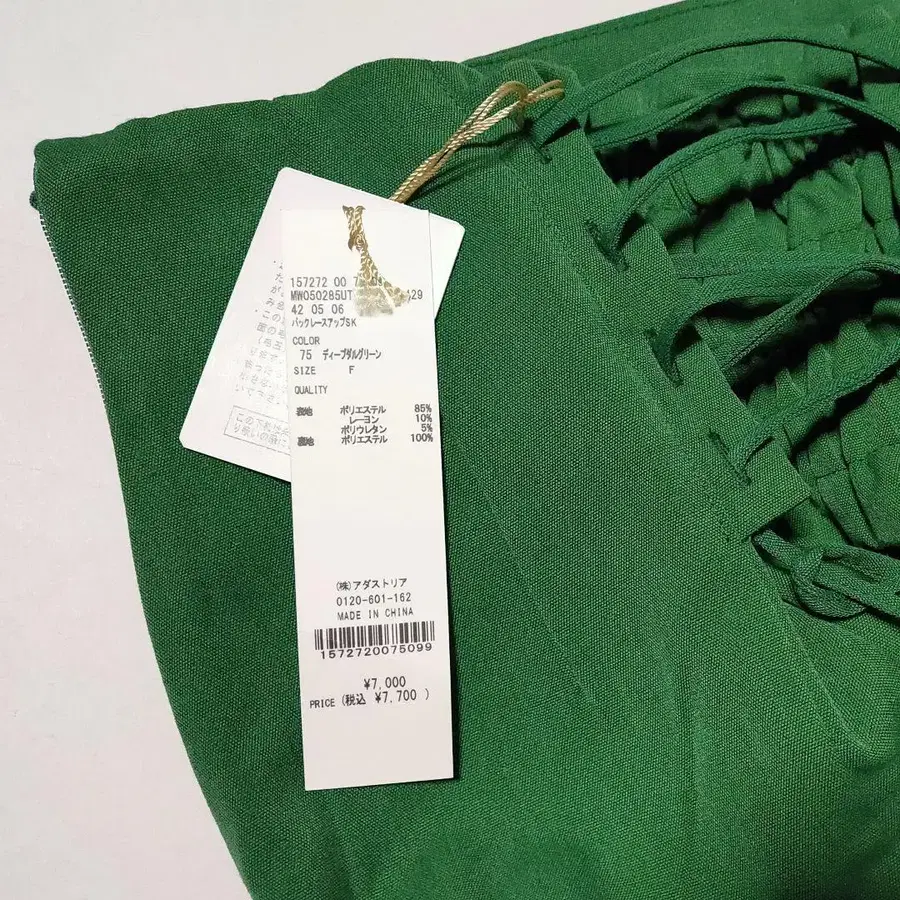 157272 00
MW050285UT
429
42 05 06
バックレースアップSK
COLOR
75 ディープダルグリーン
SIZE F
QUALITY
表地 ポリエステル 85%
レーヨン 10%
ポリウレタン 5%
裏地 ポリエステル 100%
(株)アダストリア
0120-601-162
MADE IN CHINA
1572720075099
¥7,000
PRICE (税込 ¥7,700 )